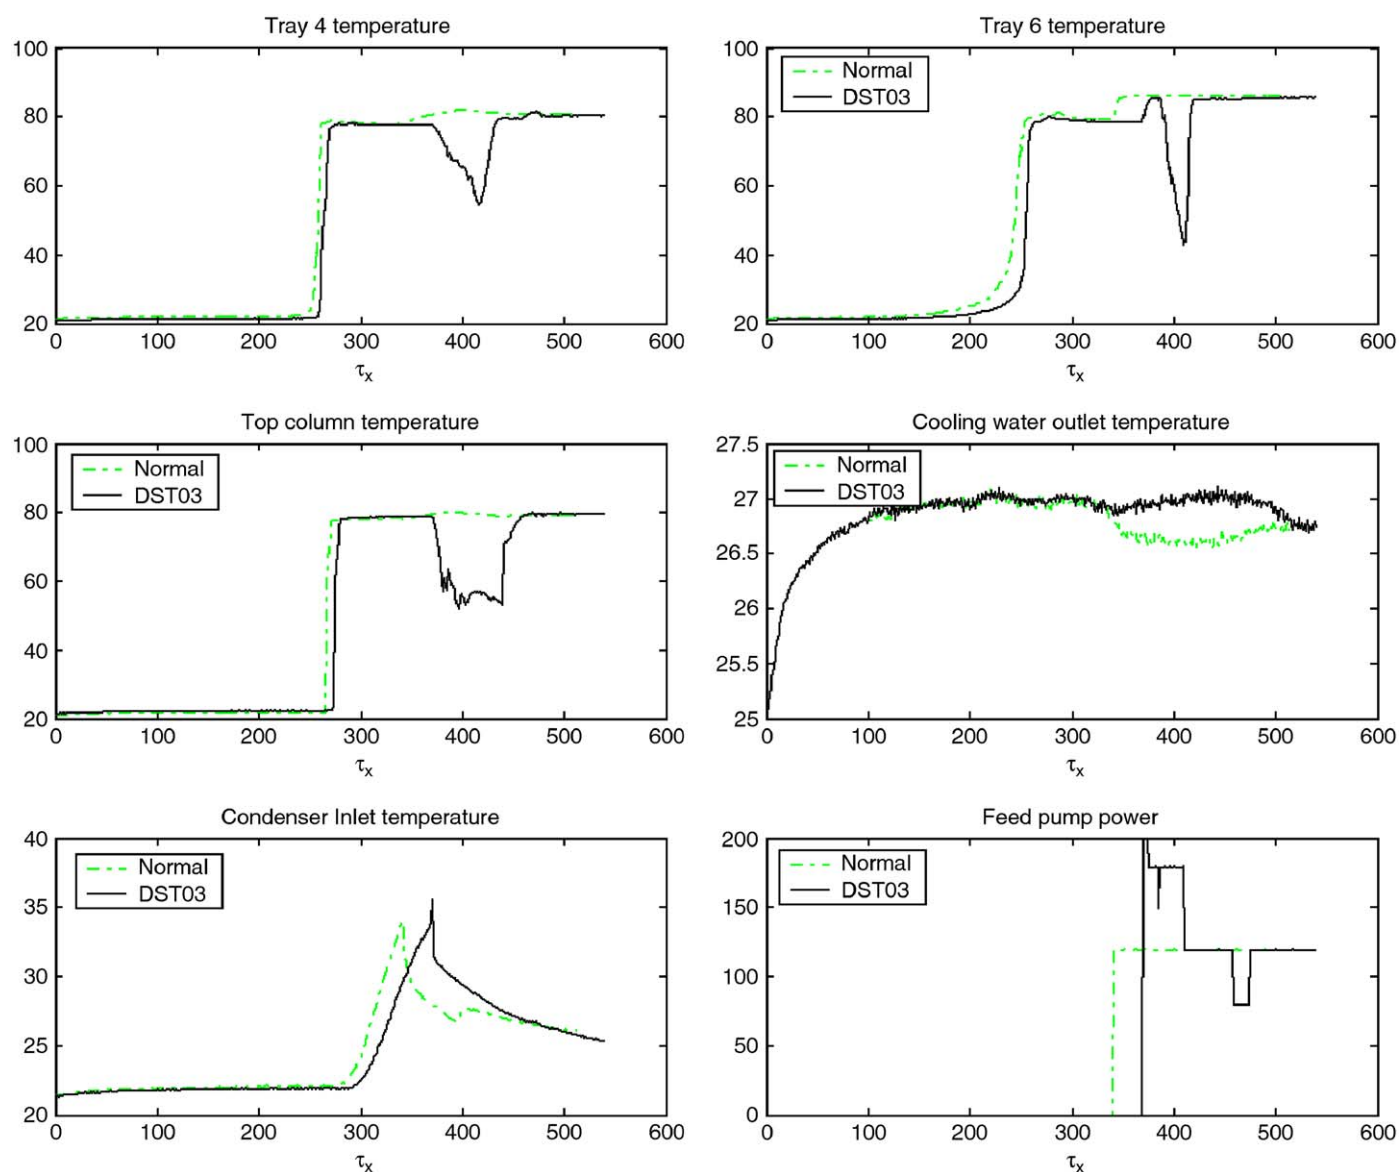 Tray 4 temperature
100
80
60
40
20
0 100 200 300 400 500 600
τx
Tray 6 temperature
Normal
DST03
100
80
60
40
20
0 100 200 300 400 500 600
τx
Top column temperature
Normal
DST03
100
80
60
40
20
0 100 200 300 400 500 600
τx
Cooling water outlet temperature
Normal
DST03
27.5
27
26.5
26
25.5
25
0 100 200 300 400 500 600
τx
Condenser Inlet temperature
Normal
DST03
40
35
30
25
20
0 100 200 300 400 500 600
τx
Feed pump power
Normal
DST03
200
150
100
50
0
0 100 200 300 400 500 600
τx